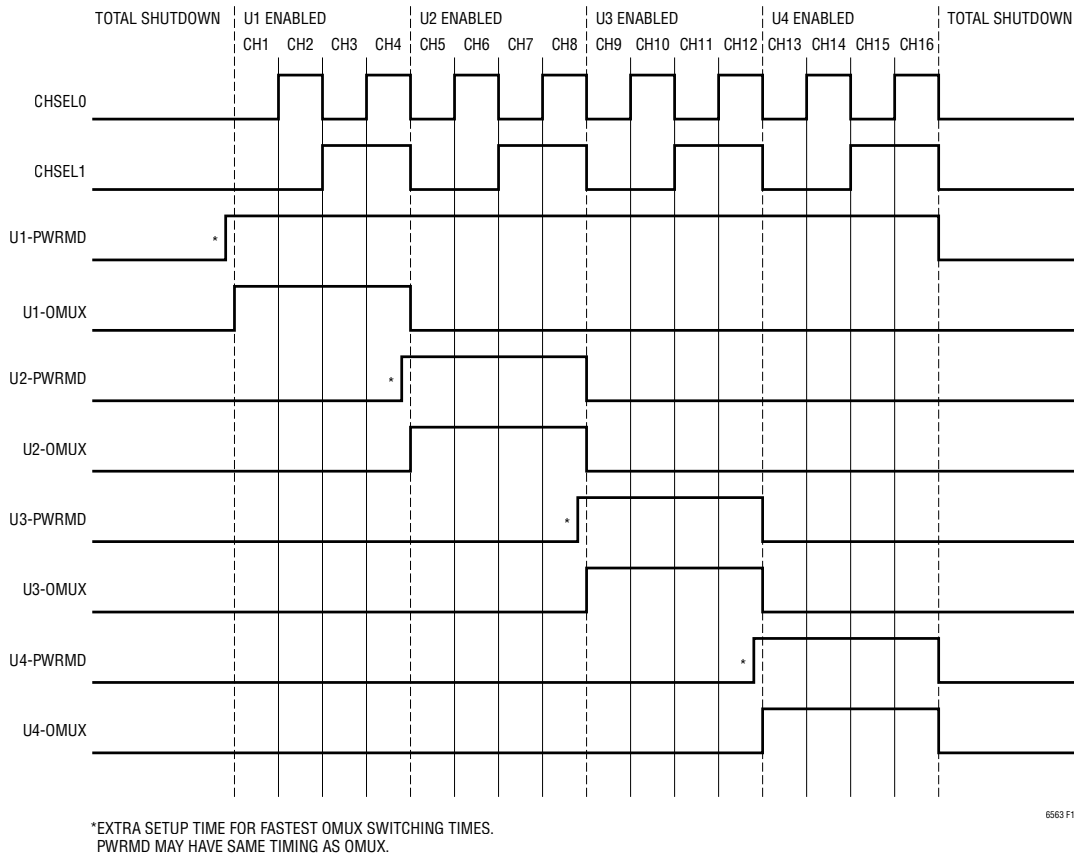 TOTAL SHUTDOWN U1 ENABLED U2 ENABLED U3 ENABLED U4 ENABLED TOTAL SHUTDOWN
CH1 CH2 CH3 CH4 CH5 CH6 CH7 CH8 CH9 CH10 CH11 CH12 CH13 CH14 CH15 CH16
CHSEL0
CHSEL1
U1-PWRMD *
U1-OMUX
U2-PWRMD *
U2-OMUX
U3-PWRMD *
U3-OMUX
U4-PWRMD *
U4-OMUX
6563 F1
*EXTRA SETUP TIME FOR FASTEST OMUX SWITCHING TIMES.
PWRMD MAY HAVE SAME TIMING AS OMUX.